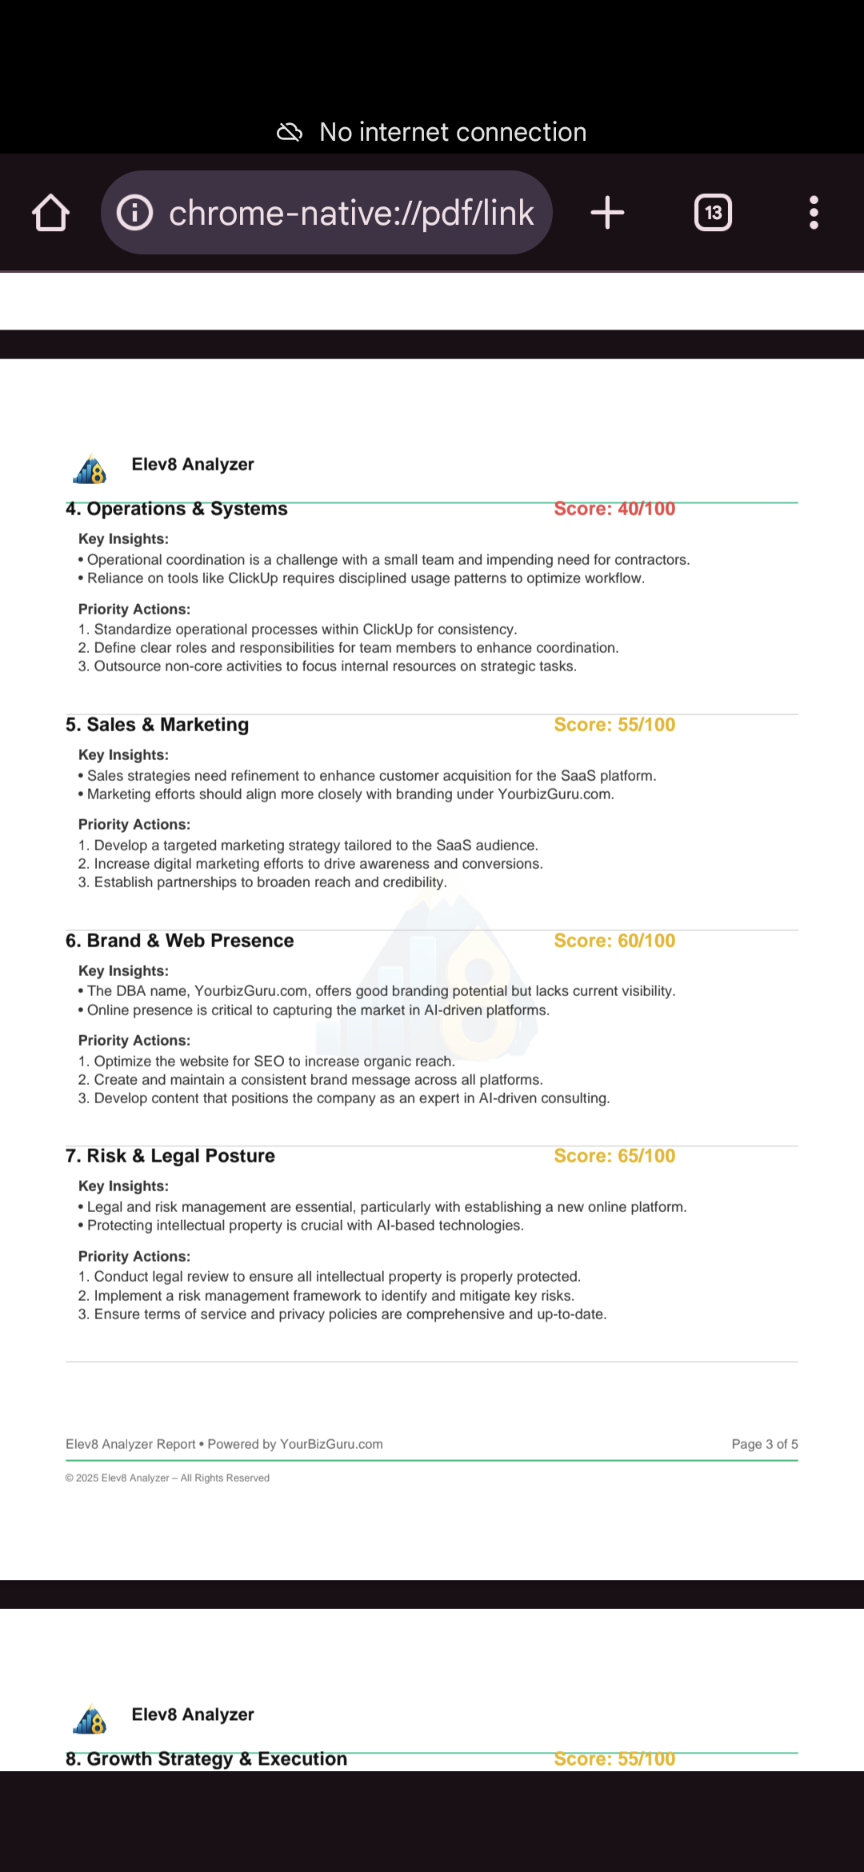 No internet connection
chrome-native://pdf/link
13
Elev8 Analyzer
4. Operations & Systems Score: 40/100
Key Insights:
• Operational coordination is a challenge with a small team and impending need for contractors.
• Reliance on tools like ClickUp requires disciplined usage patterns to optimize workflow.
Priority Actions:
1. Standardize operational processes within ClickUp for consistency.
2. Define clear roles and responsibilities for team members to enhance coordination.
3. Outsource non-core activities to focus internal resources on strategic tasks.
5. Sales & Marketing Score: 55/100
Key Insights:
• Sales strategies need refinement to enhance customer acquisition for the SaaS platform.
• Marketing efforts should align more closely with branding under YourbizGuru.com.
Priority Actions:
1. Develop a targeted marketing strategy tailored to the SaaS audience.
2. Increase digital marketing efforts to drive awareness and conversions.
3. Establish partnerships to broaden reach and credibility.
6. Brand & Web Presence Score: 60/100
Key Insights:
• The DBA name, YourbizGuru.com, offers good branding potential but lacks current visibility.
• Online presence is critical to capturing the market in AI-driven platforms.
Priority Actions:
1. Optimize the website for SEO to increase organic reach.
2. Create and maintain a consistent brand message across all platforms.
3. Develop content that positions the company as an expert in AI-driven consulting.
7. Risk & Legal Posture Score: 65/100
Key Insights:
• Legal and risk management are essential, particularly with establishing a new online platform.
• Protecting intellectual property is crucial with AI-based technologies.
Priority Actions:
1. Conduct legal review to ensure all intellectual property is properly protected.
2. Implement a risk management framework to identify and mitigate key risks.
3. Ensure terms of service and privacy policies are comprehensive and up-to-date.
Elev8 Analyzer Report • Powered by YourBizGuru.com Page 3 of 5
© 2025 Elev8 Analyzer – All Rights Reserved
Elev8 Analyzer
8. Growth Strategy & Execution Score: 55/100